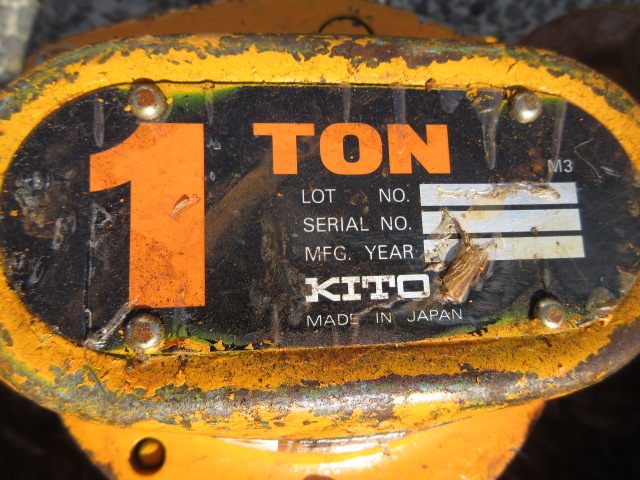 1 TON
M3
LOT NO.
SERIAL NO.
MFG. YEAR
KITO
MADE IN JAPAN